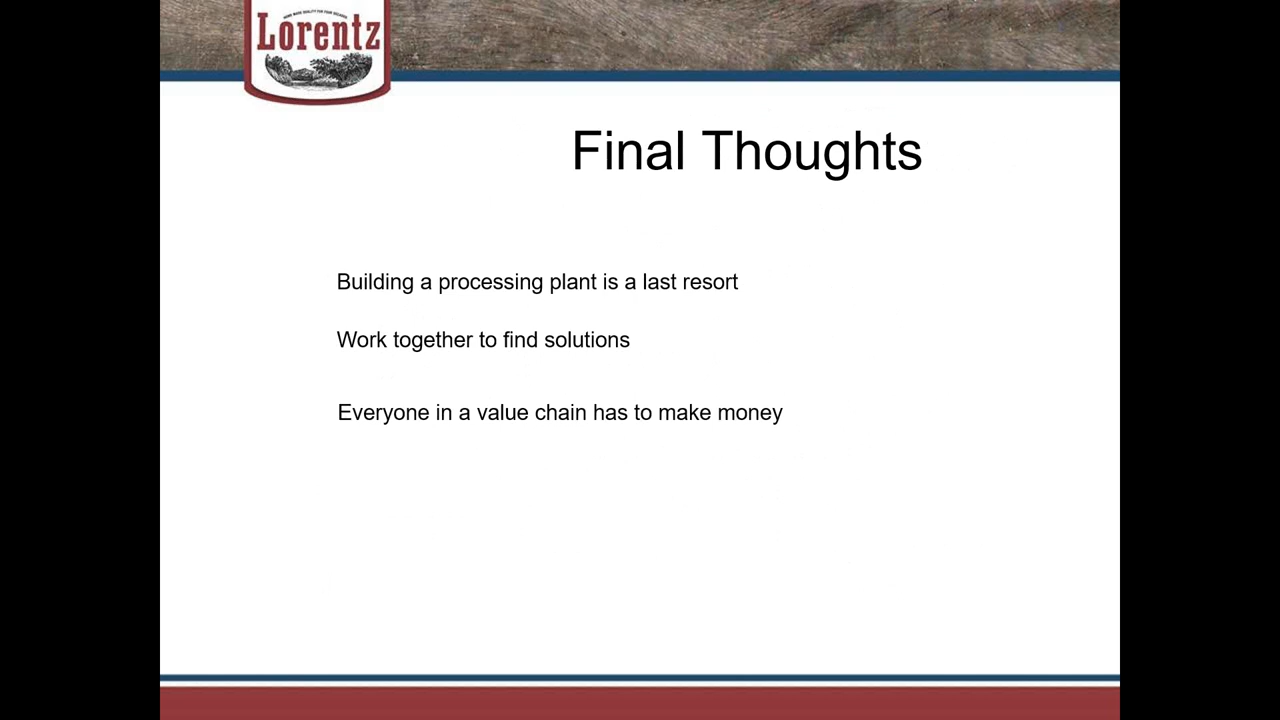 Lorentz
Final Thoughts
Building a processing plant is a last resort
Work together to find solutions
Everyone in a value chain has to make money